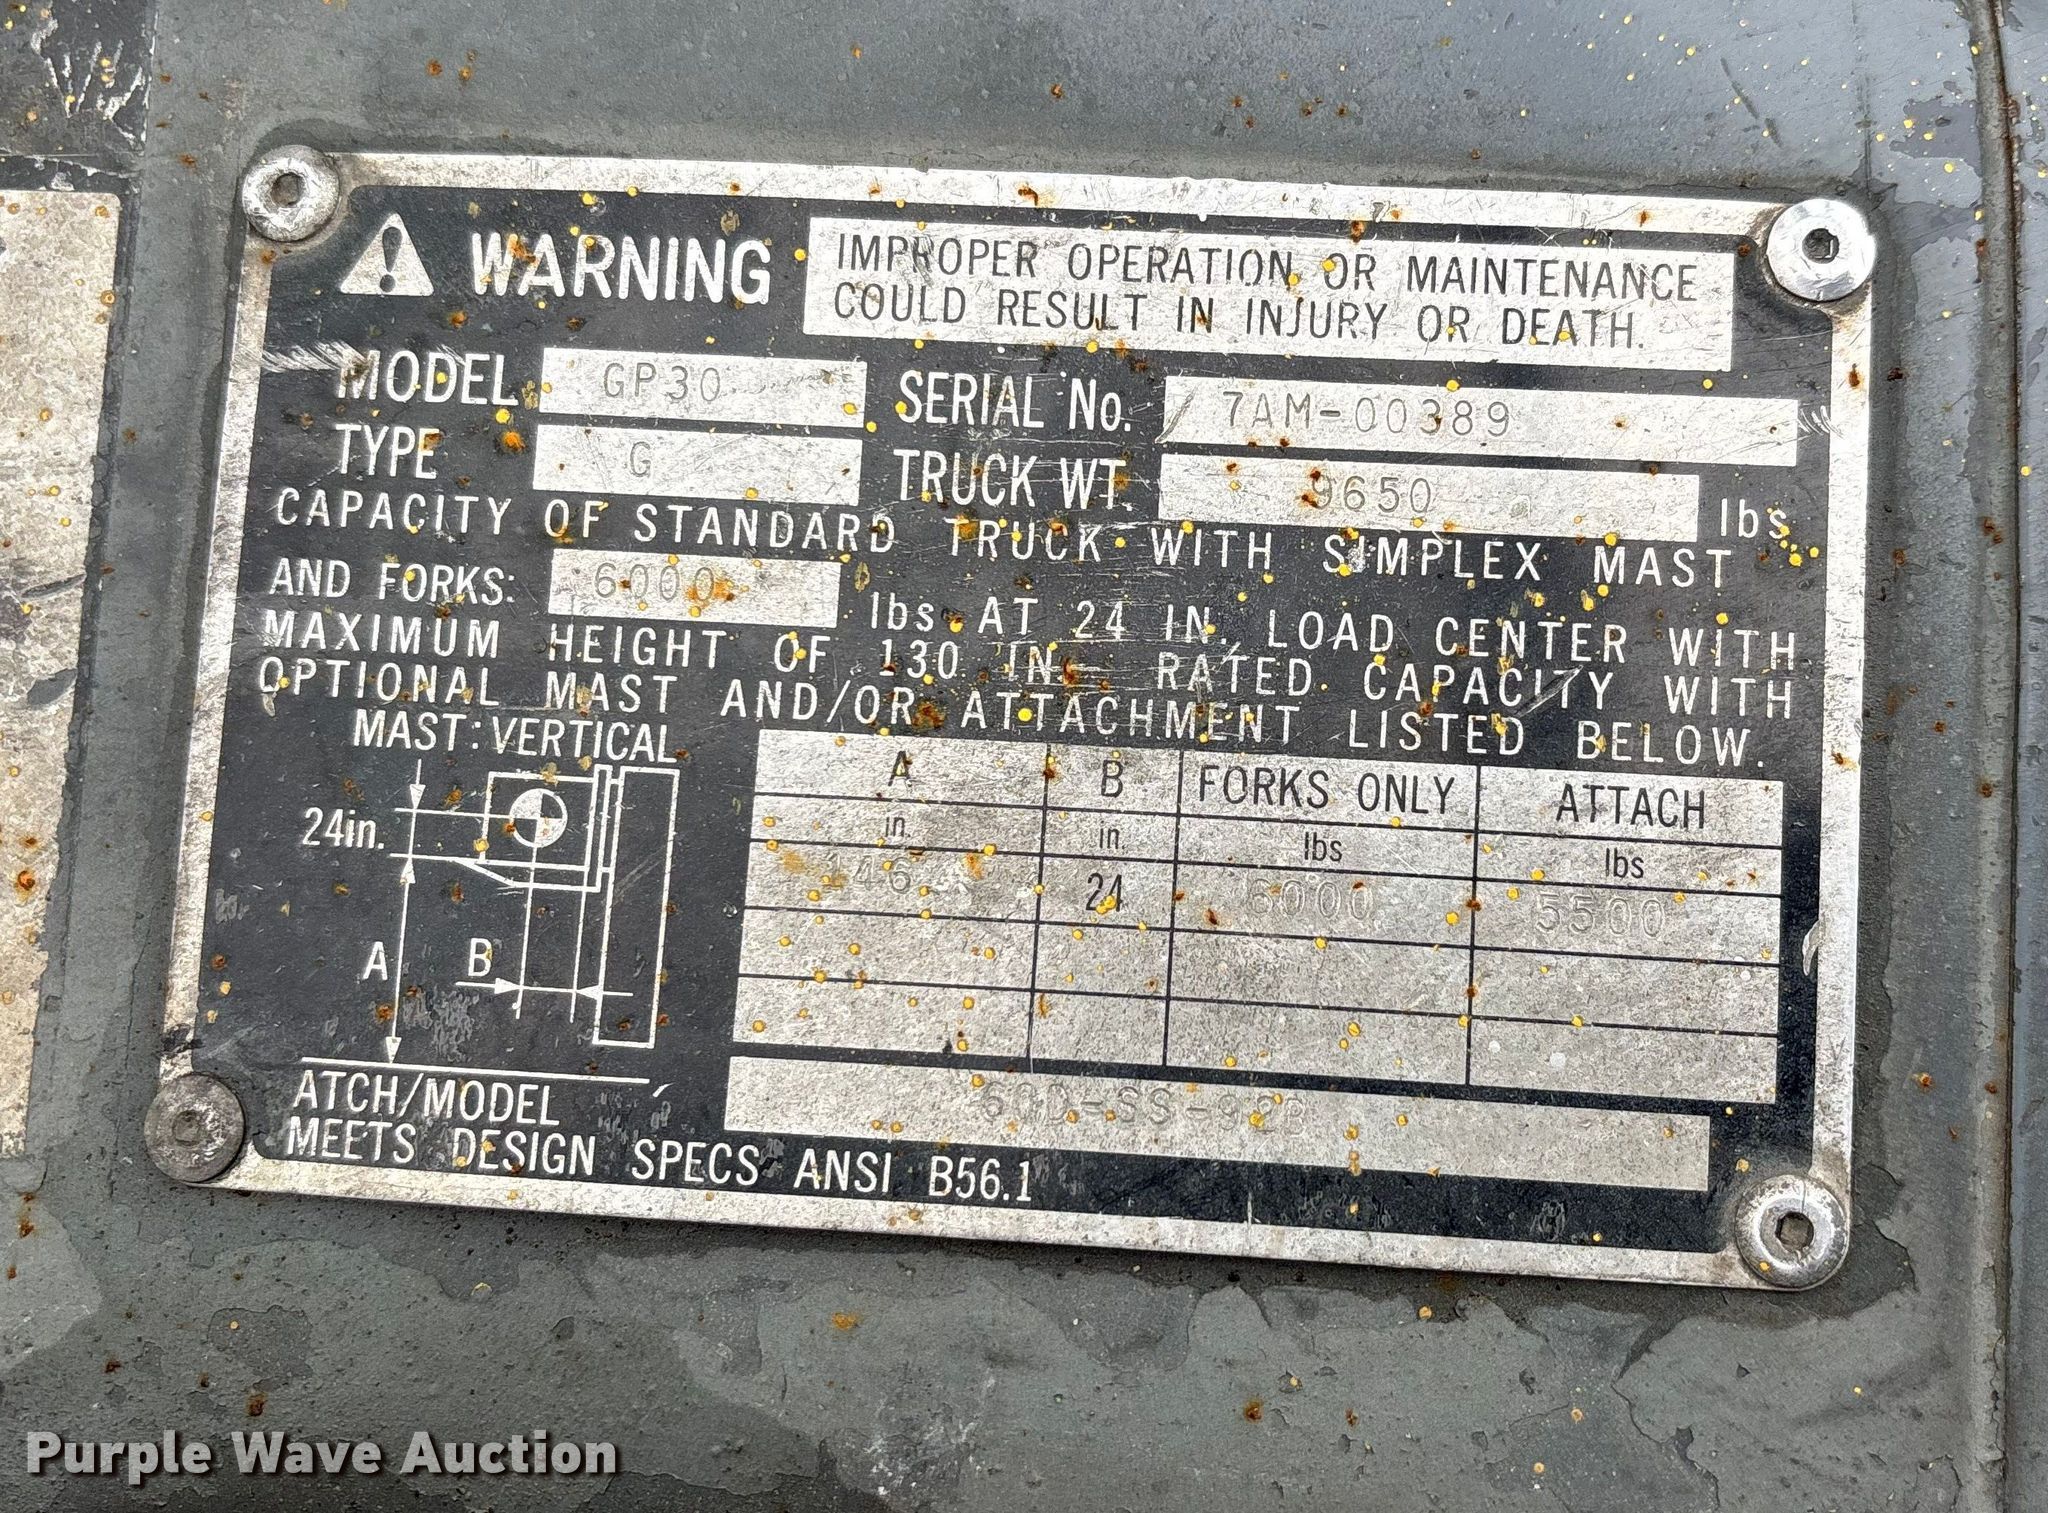 WARNING
IMPROPER OPERATION OR MAINTENANCE
COULD RESULT IN INJURY OR DEATH.
MODEL GP30 SERIAL No. 7AM-00389
TYPE G TRUCK WT. 9650 lbs.
CAPACITY OF STANDARD TRUCK WITH SIMPLEX MAST
AND FORKS: 6000 lbs AT 24 IN. LOAD CENTER WITH
MAXIMUM HEIGHT OF 130 IN- RATED CAPACITY WITH
OPTIONAL MAST AND/OR ATTACHMENT LISTED BELOW.
MAST: VERTICAL
24in.
A
B
A B FORKS ONLY ATTACH
in. in. lbs lbs
146 24 6000 5500
ATCH/MODEL
MEETS DESIGN SPECS ANSI B56.1
Purple Wave Auction